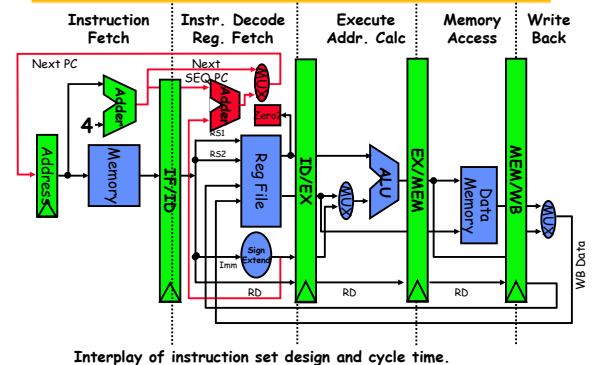 Instruction
Fetch
Instr. Decode
Reg. Fetch
Execute
Addr. Calc
Memory
Access
Write
Back
Next PC
Next
SEQ PC
MUX
Adder
Adder
Zero?
4
RS1
RS2
Address
Memory
IF/ID
Reg File
ID/EX
MUX
ALU
EX/MEM
Data
Memory
MEM/WB
MUX
Sign
Extend
Imm
RD
RD
RD
WB Data
Interplay of instruction set design and cycle time.